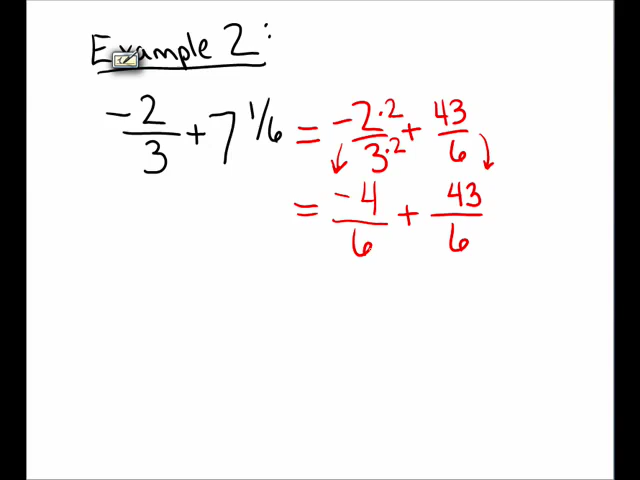 Example 2:
-2/3 + 7 1/6 = -2·2/3·2 + 43/6
= -4/6 + 43/6